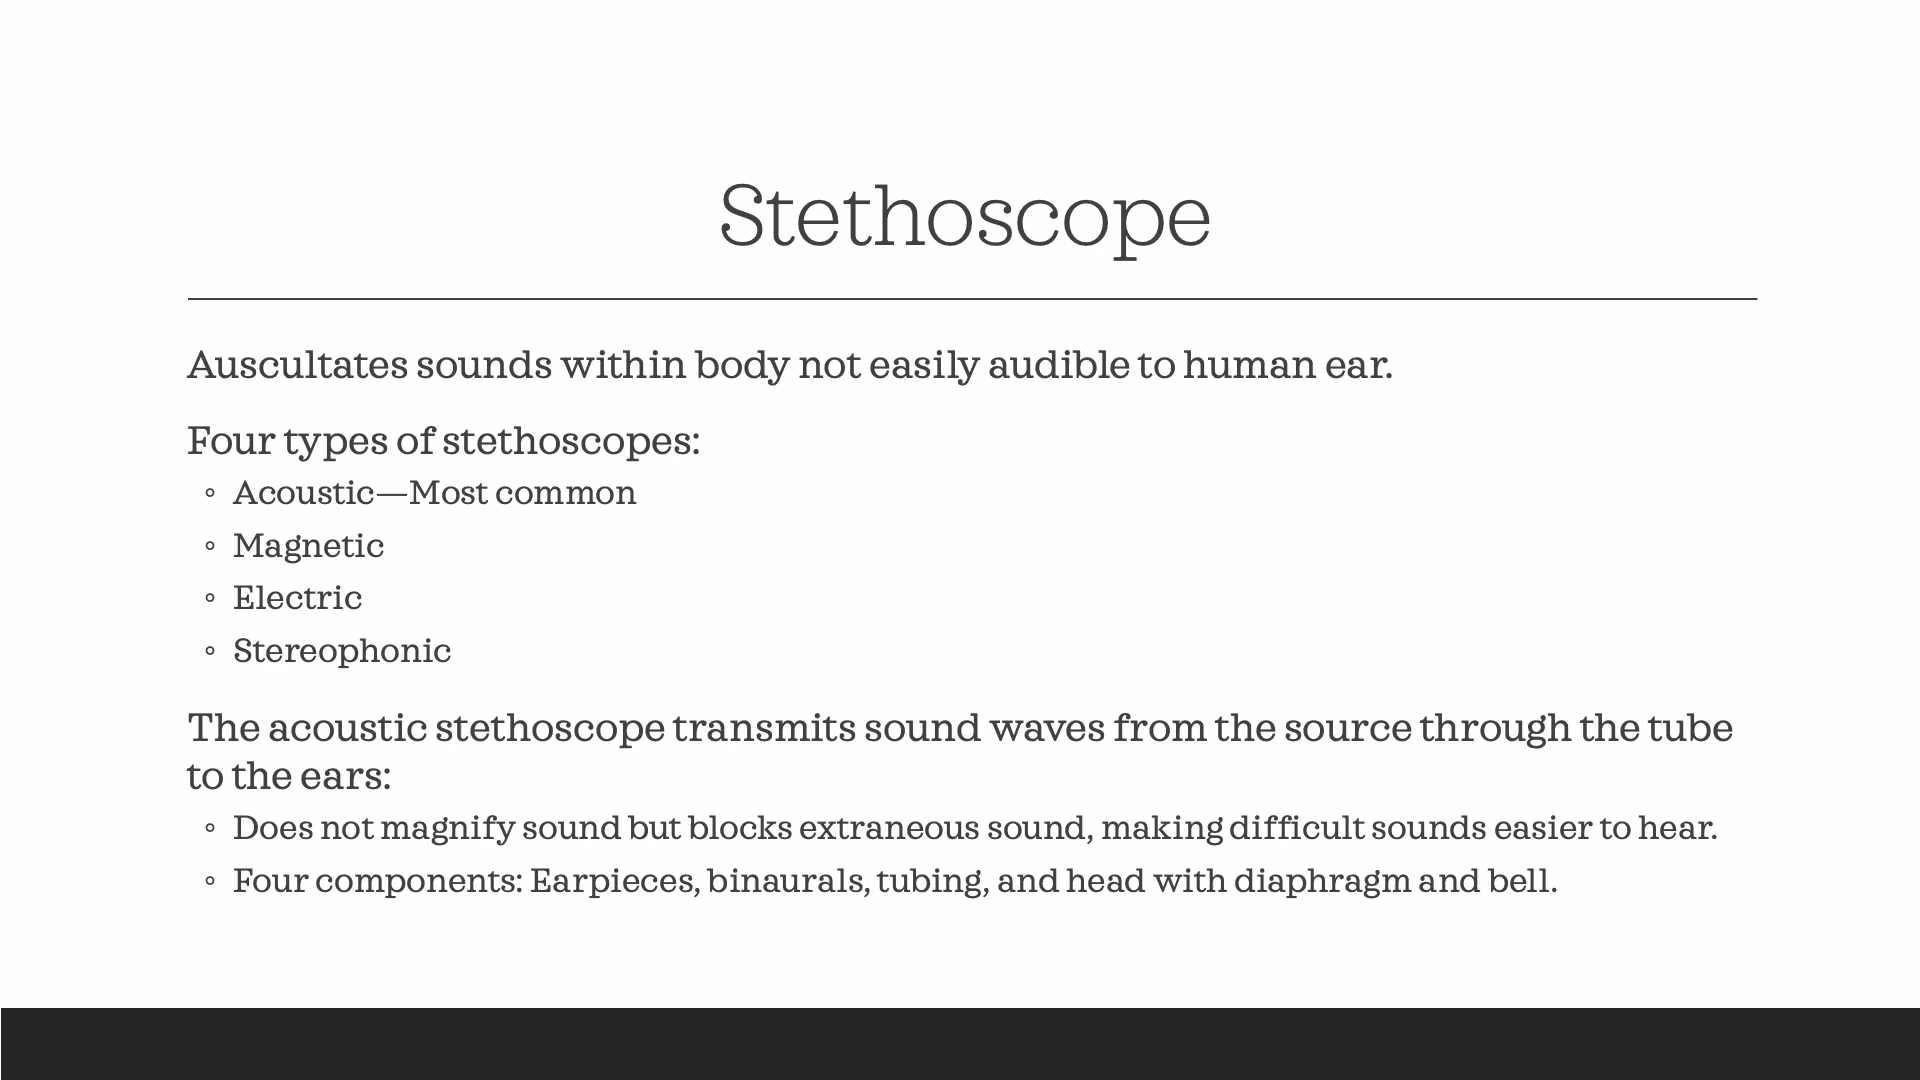 Stethoscope
Auscultates sounds within body not easily audible to human ear.
Four types of stethoscopes:
◦ Acoustic—Most common
◦ Magnetic
◦ Electric
◦ Stereophonic
The acoustic stethoscope transmits sound waves from the source through the tube
to the ears:
◦ Does not magnify sound but blocks extraneous sound, making difficult sounds easier to hear.
◦ Four components: Earpieces, binaurals, tubing, and head with diaphragm and bell.